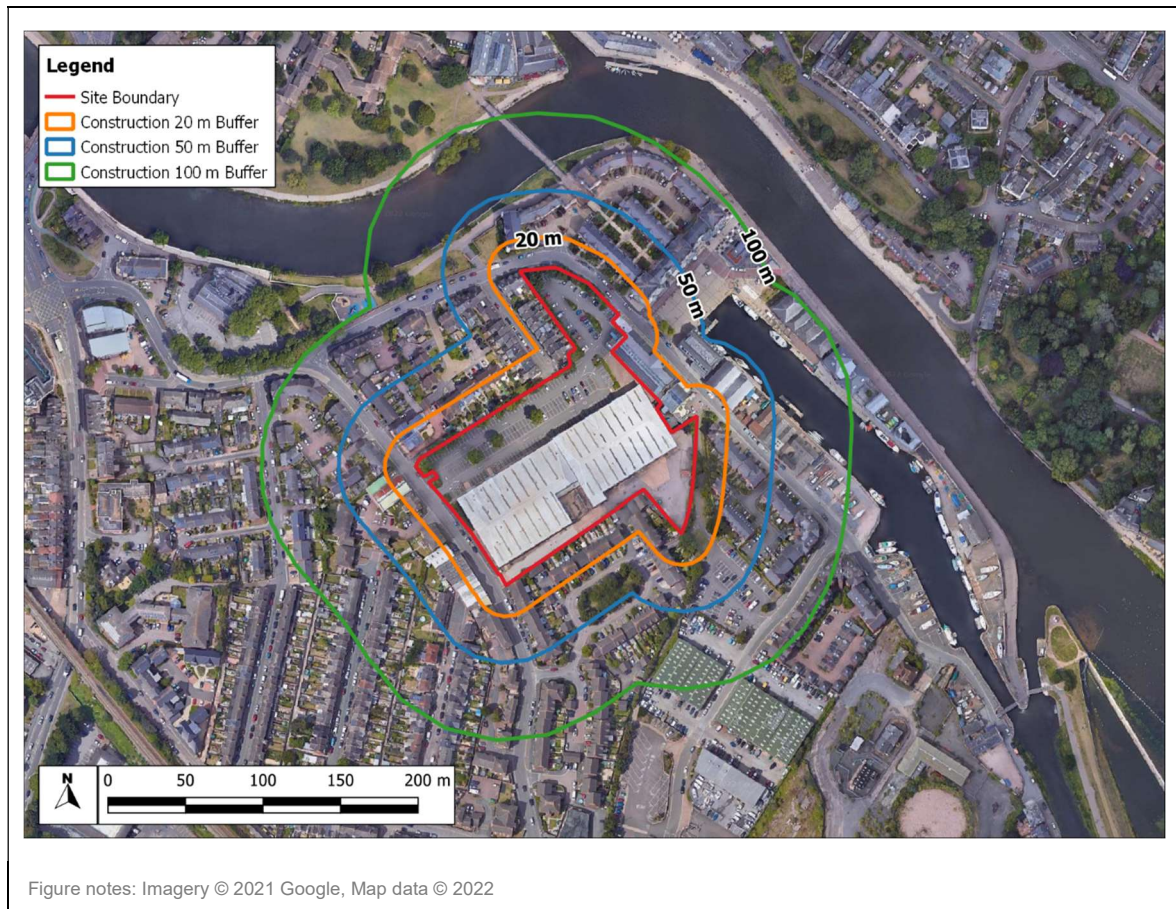 Legend
Site Boundary
Construction 20 m Buffer
Construction 50 m Buffer
Construction 100 m Buffer
20 m
50 m
100 m
N
0 50 100 150 200 m
Figure notes: Imagery © 2021 Google, Map data © 2022